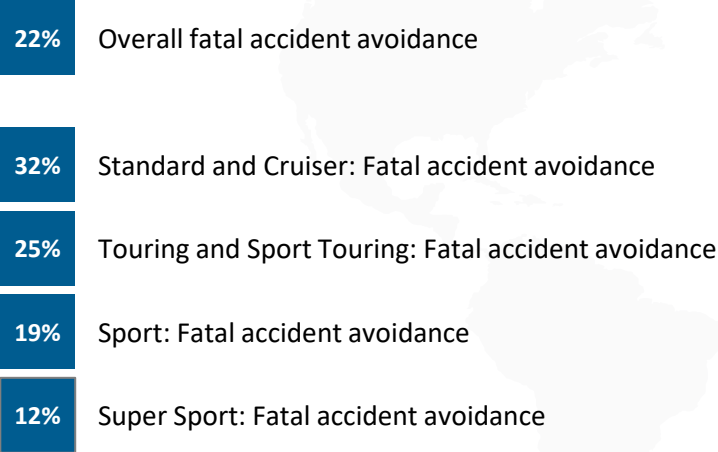 22% Overall fatal accident avoidance
32% Standard and Cruiser: Fatal accident avoidance
25% Touring and Sport Touring: Fatal accident avoidance
19% Sport: Fatal accident avoidance
12% Super Sport: Fatal accident avoidance